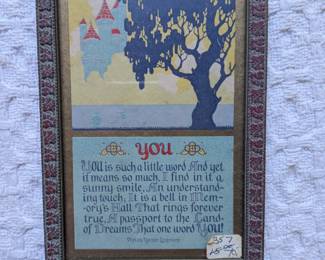 you
YOU is such a little word And yet
it means so much, I find in it a
sunny smile, An understand-
ing touch, It is a bell in Mem-
ory's Hall That rings forever
true, A passport to the Land
of Dreams That one word You!
357